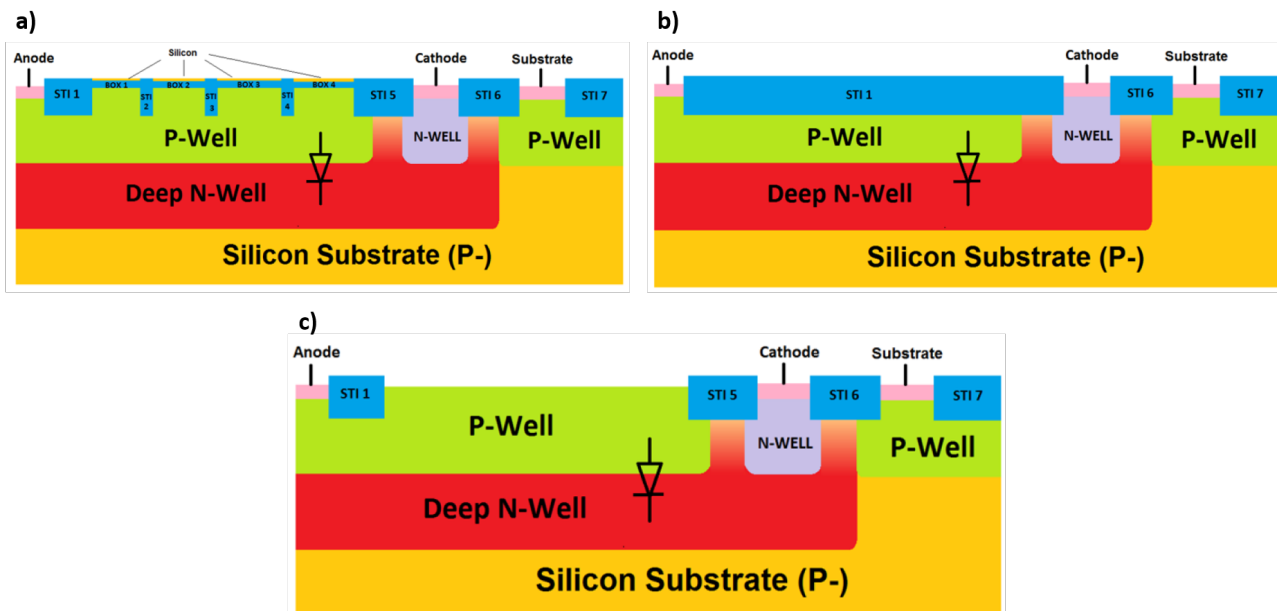 a)
Silicon
Anode
Cathode
Substrate
STI 1
BOX 1
BOX 2
BOX 3
BOX 4
STI 2
STI 3
STI 4
STI 5
STI 6
STI 7
P-Well
N-WELL
P-Well
Deep N-Well
Silicon Substrate (P-)
b)
Anode
Cathode
Substrate
STI 1
STI 6
STI 7
P-Well
N-WELL
P-Well
Deep N-Well
Silicon Substrate (P-)
c)
Anode
Cathode
Substrate
STI 1
STI 5
STI 6
STI 7
P-Well
N-WELL
P-Well
Deep N-Well
Silicon Substrate (P-)